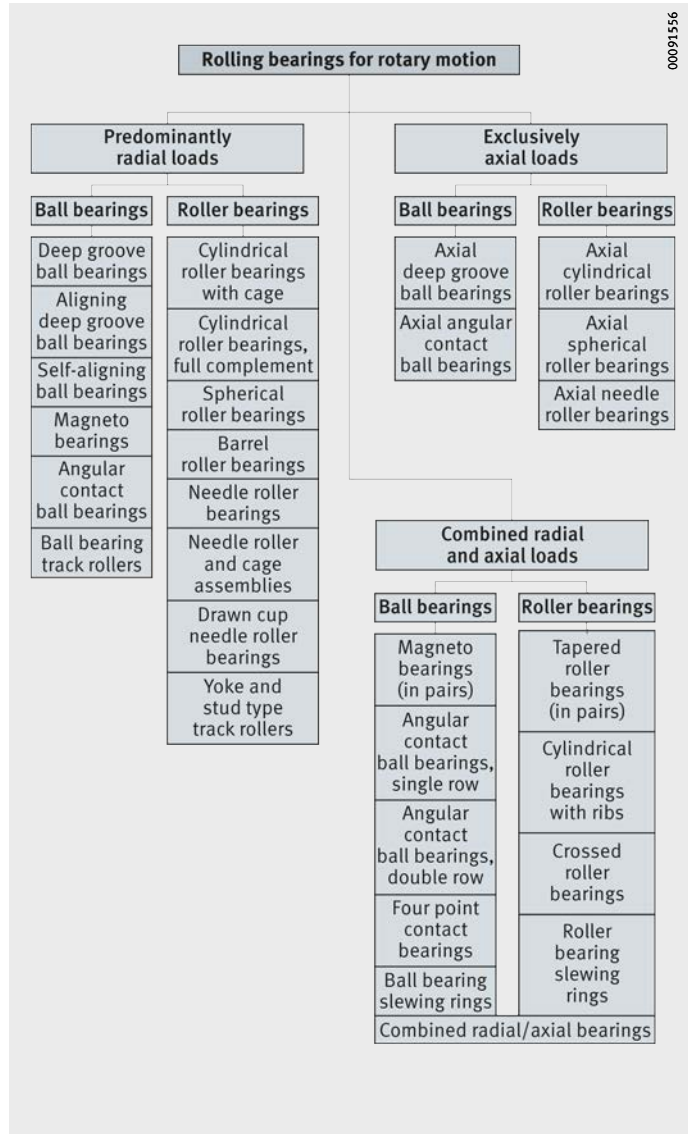 00091556
Rolling bearings for rotary motion
Predominantly
radial loads
Ball bearings
Deep groove
ball bearings
Aligning
deep groove
ball bearings
Self-aligning
ball bearings
Magneto
bearings
Angular
contact
ball bearings
Ball bearing
track rollers
Roller bearings
Cylindrical
roller bearings
with cage
Cylindrical
roller bearings,
full complement
Spherical
roller bearings
Barrel
roller bearings
Needle roller
bearings
Needle roller
and cage
assemblies
Drawn cup
needle roller
bearings
Yoke and
stud type
track rollers
Exclusively
axial loads
Ball bearings
Axial
deep groove
ball bearings
Axial angular
contact
ball bearings
Roller bearings
Axial
cylindrical
roller bearings
Axial
spherical
roller bearings
Axial needle
roller bearings
Combined radial
and axial loads
Ball bearings
Magneto
bearings
(in pairs)
Angular
contact
ball bearings,
single row
Angular
contact
ball bearings,
double row
Four point
contact
bearings
Ball bearing
slewing rings
Roller bearings
Tapered
roller
bearings
(in pairs)
Cylindrical
roller
bearings
with ribs
Crossed
roller
bearings
Roller
bearing
slewing
rings
Combined radial/axial bearings